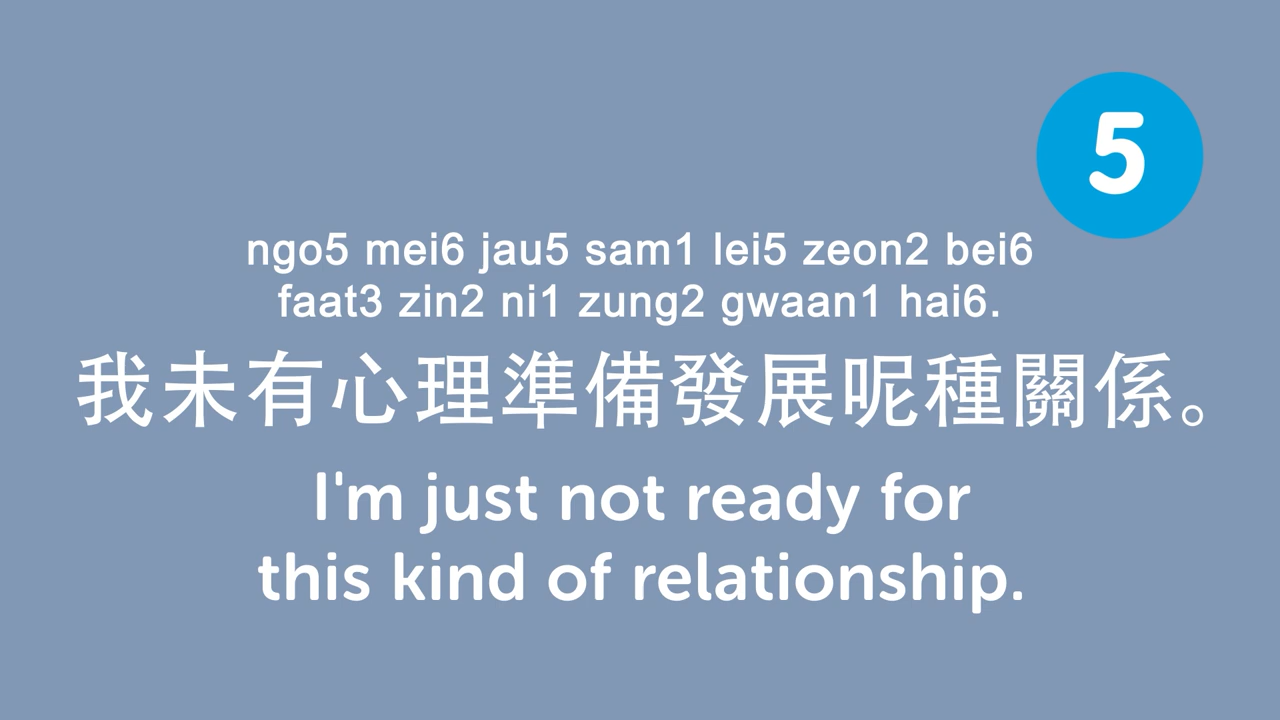 5
ngo5 mei6 jau5 sam1 lei5 zeon2 bei6
faat3 zin2 ni1 zung2 gwaan1 hai6.
我未有心理準備發展呢種關係。
I'm just not ready for
this kind of relationship.